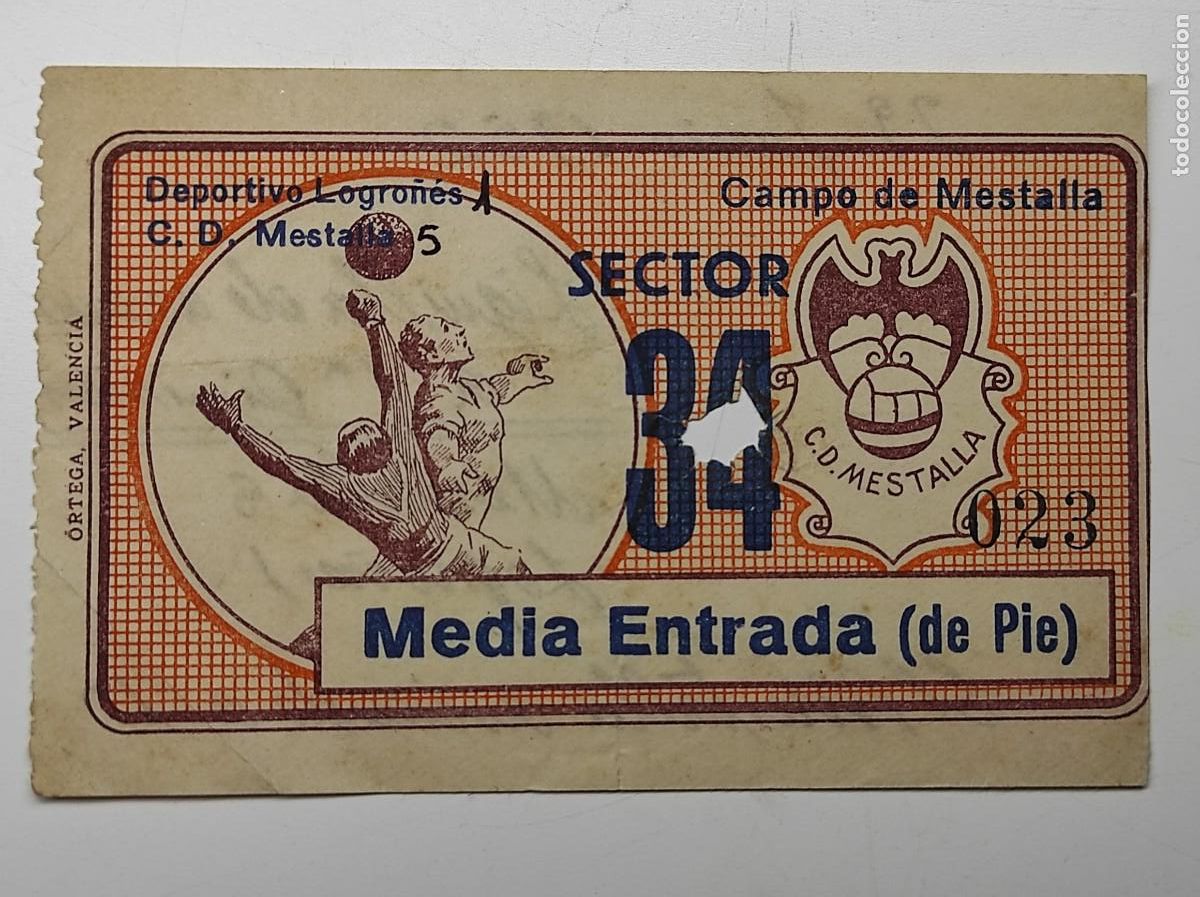 Deportivo Logroñés 1
C. D. Mestalla 5
Campo de Mestalla
SECTOR
34
C.D. MESTALLA
023
Media Entrada (de Pie)
ORTEGA, VALENCIA
todocoleccion